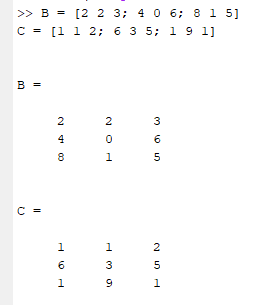 >> B = [2 2 3; 4 0 6; 8 1 5]
C = [1 1 2; 6 3 5; 1 9 1]
B =
2 2 3
4 0 6
8 1 5
C =
1 1 2
6 3 5
1 9 1